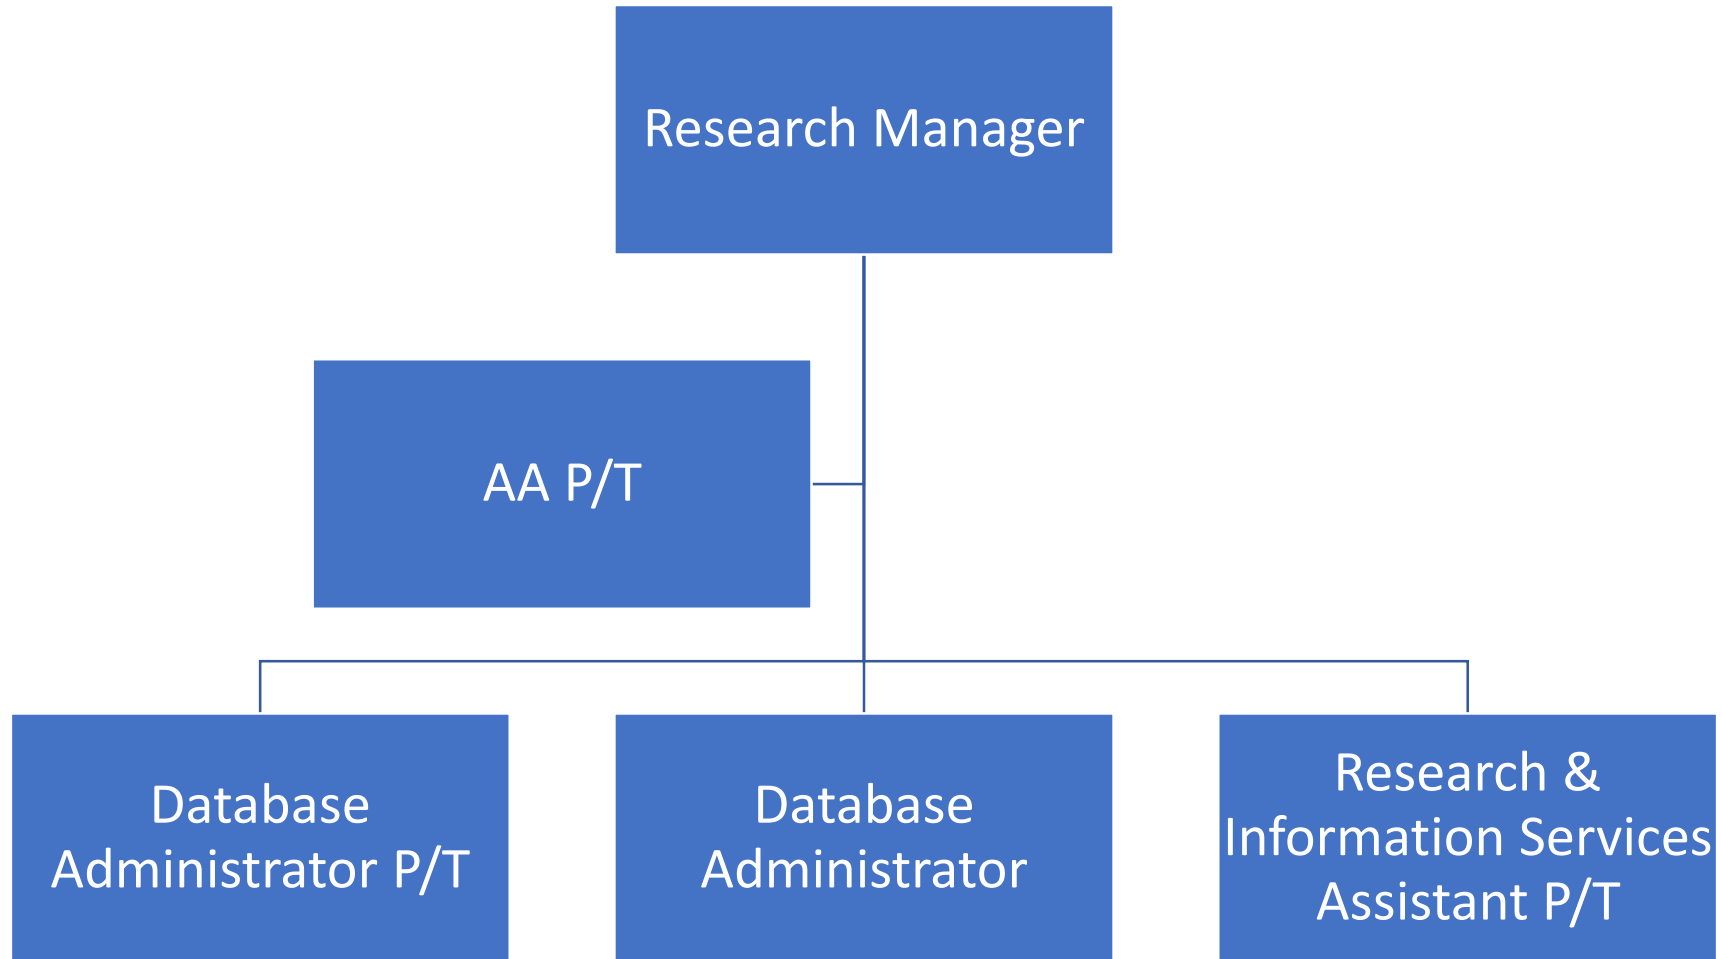 Research Manager
AA P/T
Database
Administrator P/T
Database
Administrator
Research &
Information Services
Assistant P/T